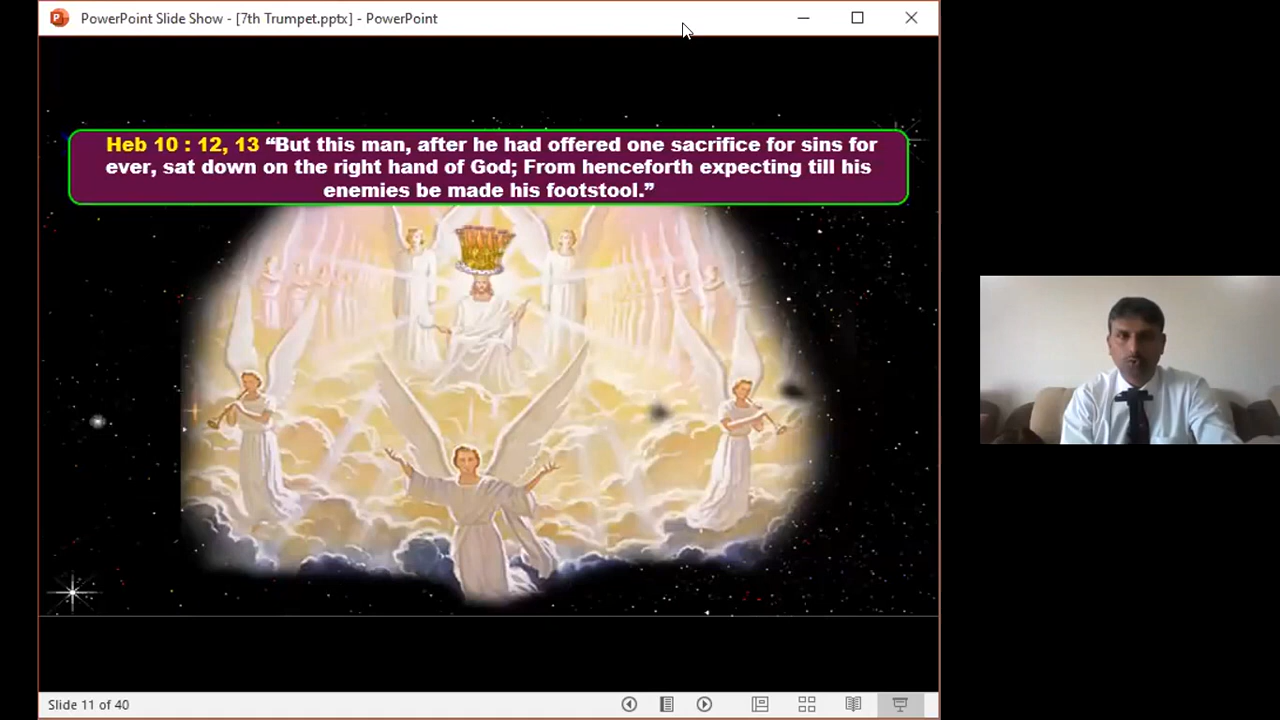 PowerPoint Slide Show - [7th Trumpet.pptx] - PowerPoint
Heb 10 : 12, 13 “But this man, after he had offered one sacrifice for sins for
ever, sat down on the right hand of God; From henceforth expecting till his
enemies be made his footstool.”
Slide 11 of 40